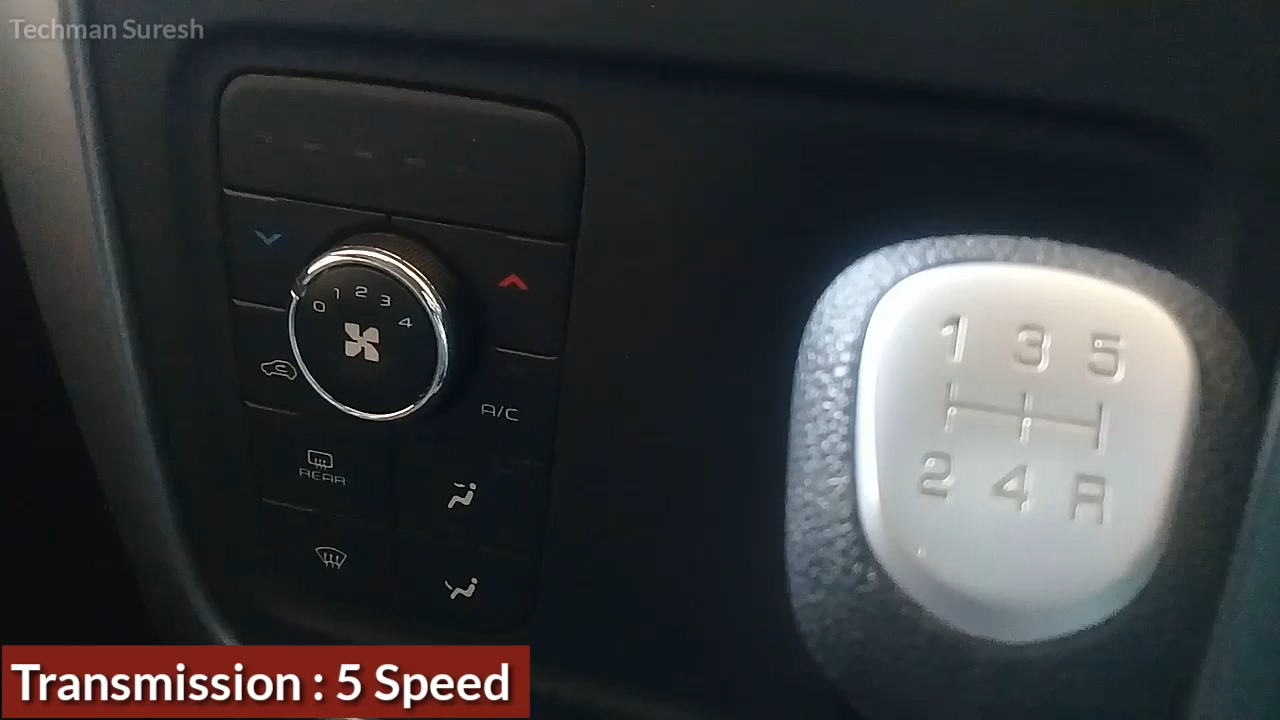 Techman Suresh
0 1 2 3 4
A/C
REAR
1 3 5
2 4 R
Transmission : 5 Speed